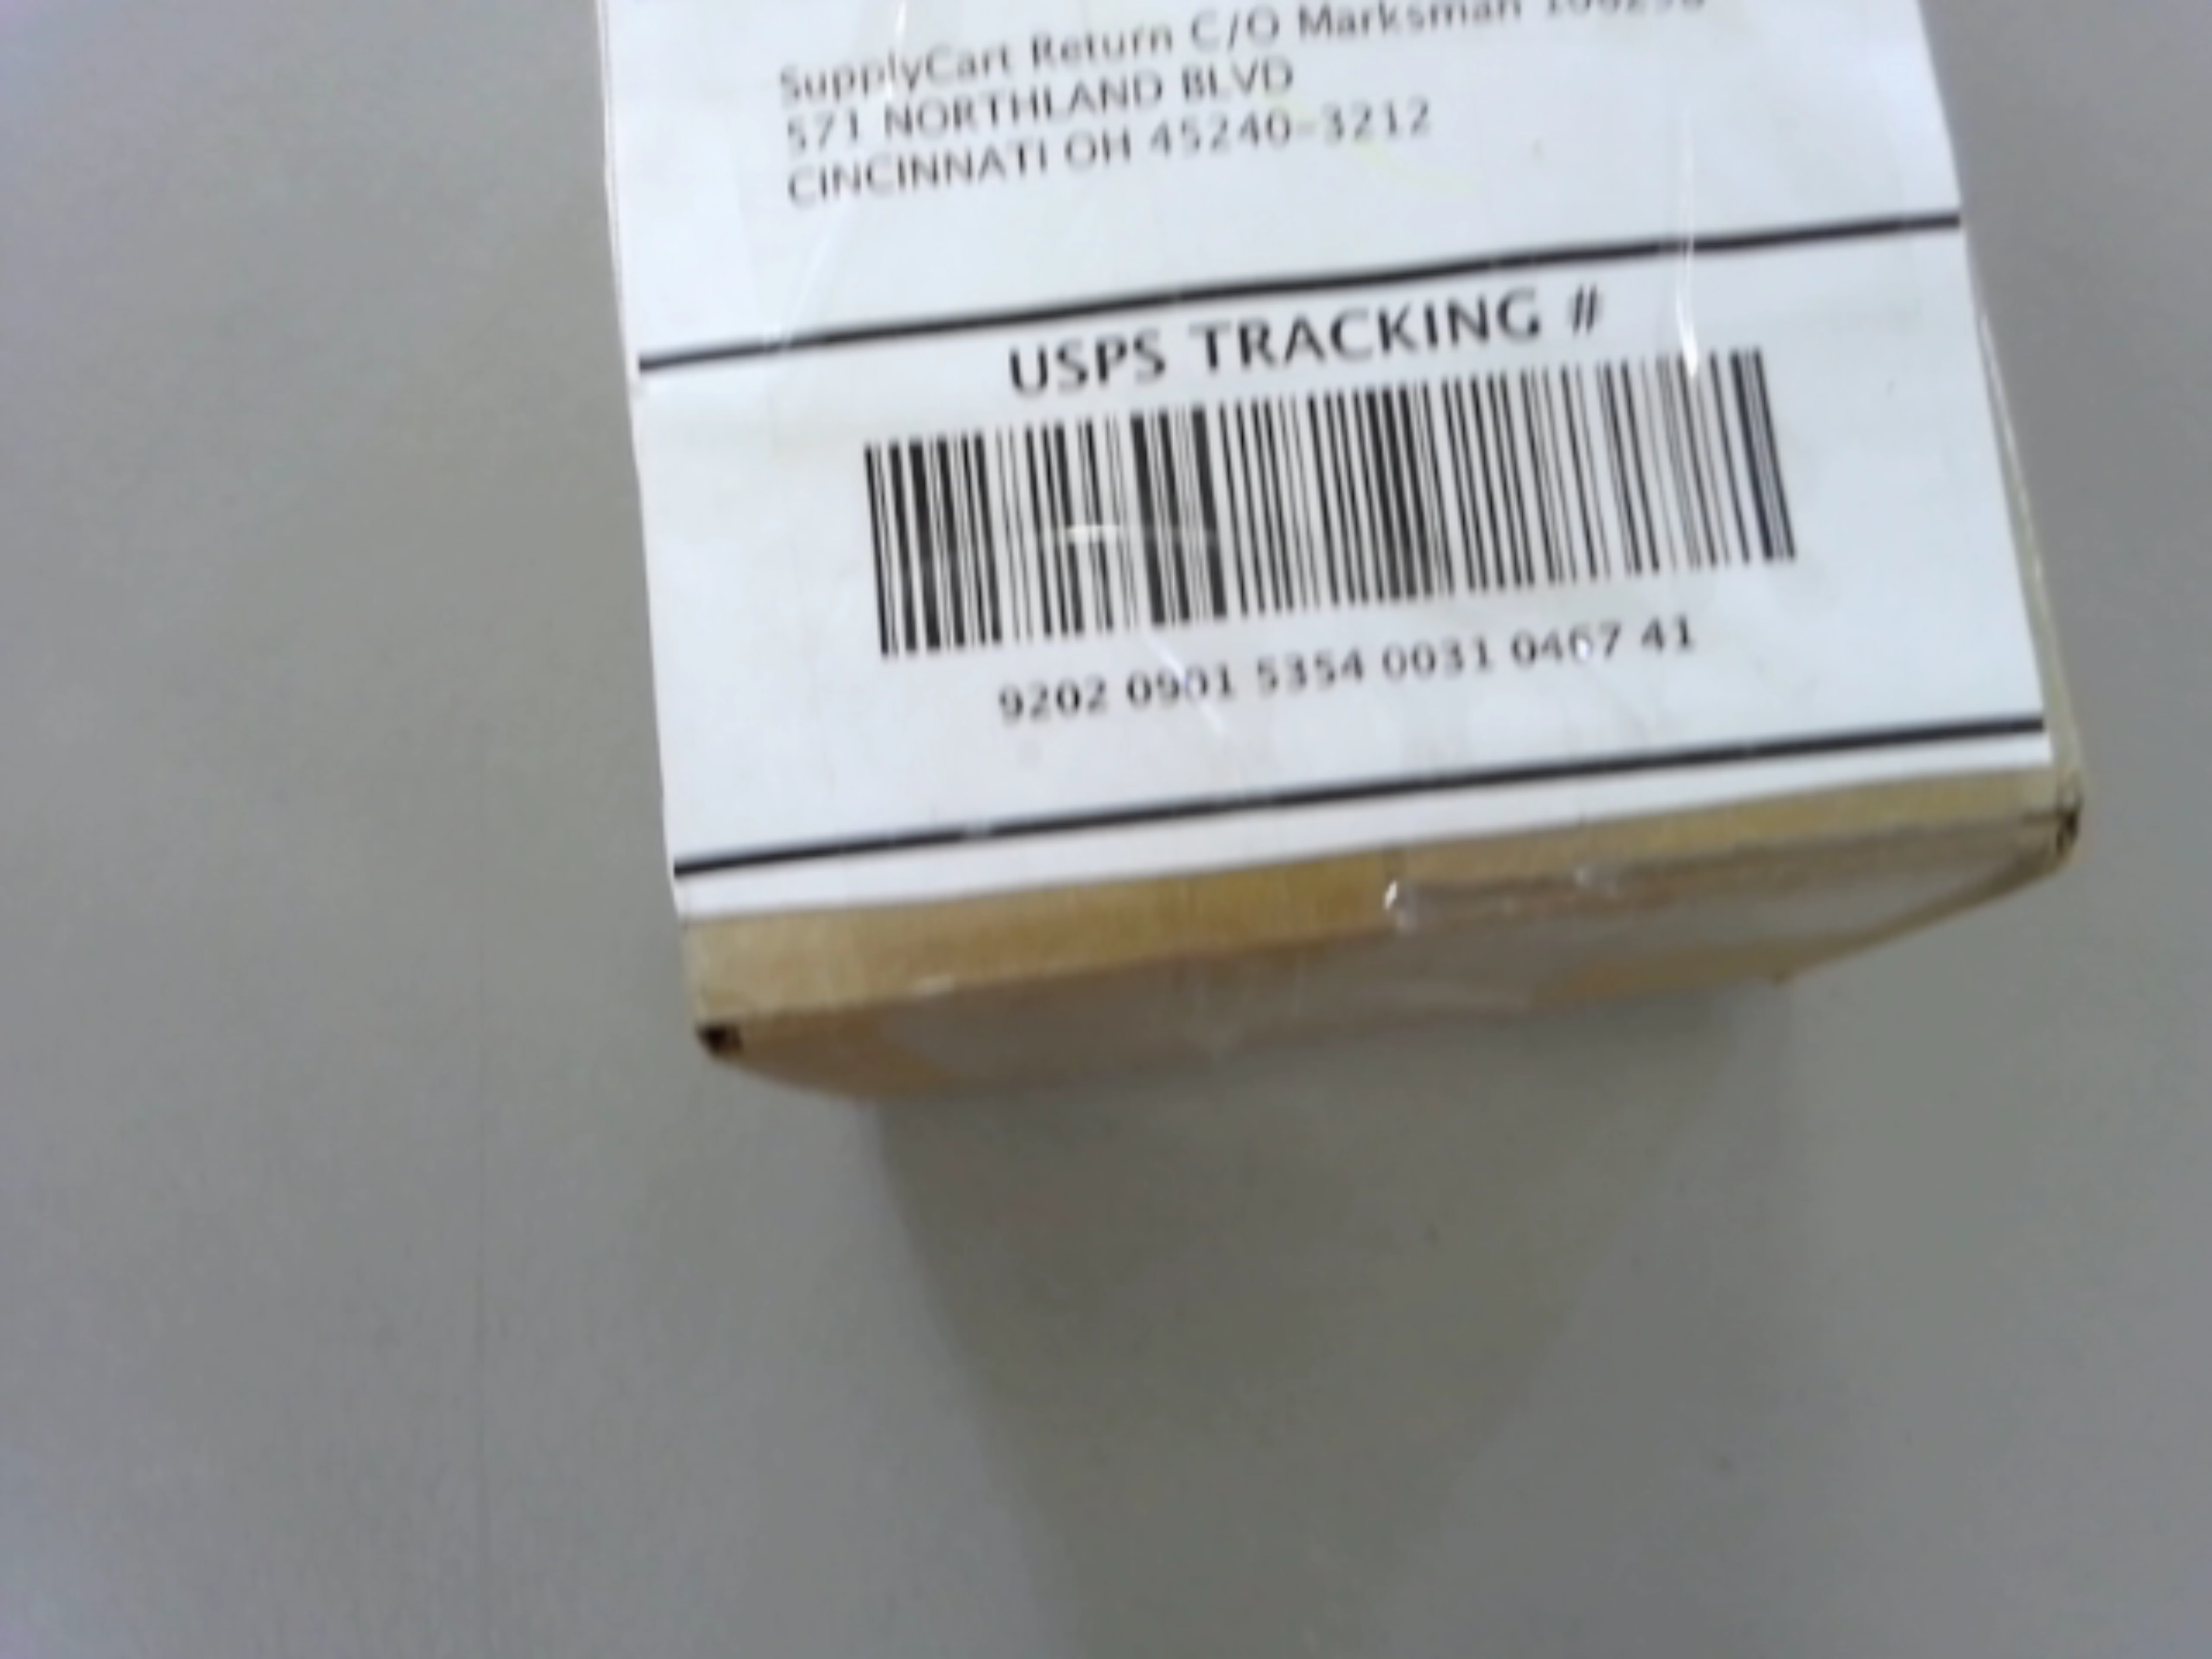 SupplyCart Return C/O Marksman
571 NORTHLAND BLVD
CINCINNATI OH 45240-3212
USPS TRACKING #
9202 0901 5354 0031 0467 41